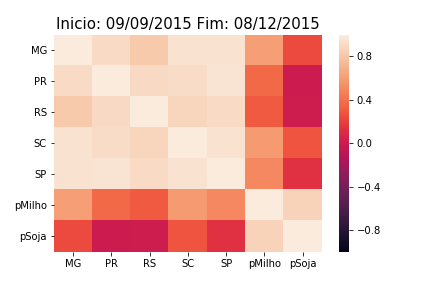 Inicio: 09/09/2015 Fim: 08/12/2015
MG
PR
RS
SC
SP
pMilho
pSoja
MG PR RS SC SP pMilho pSoja
0.8
0.4
0.0
−0.4
−0.8